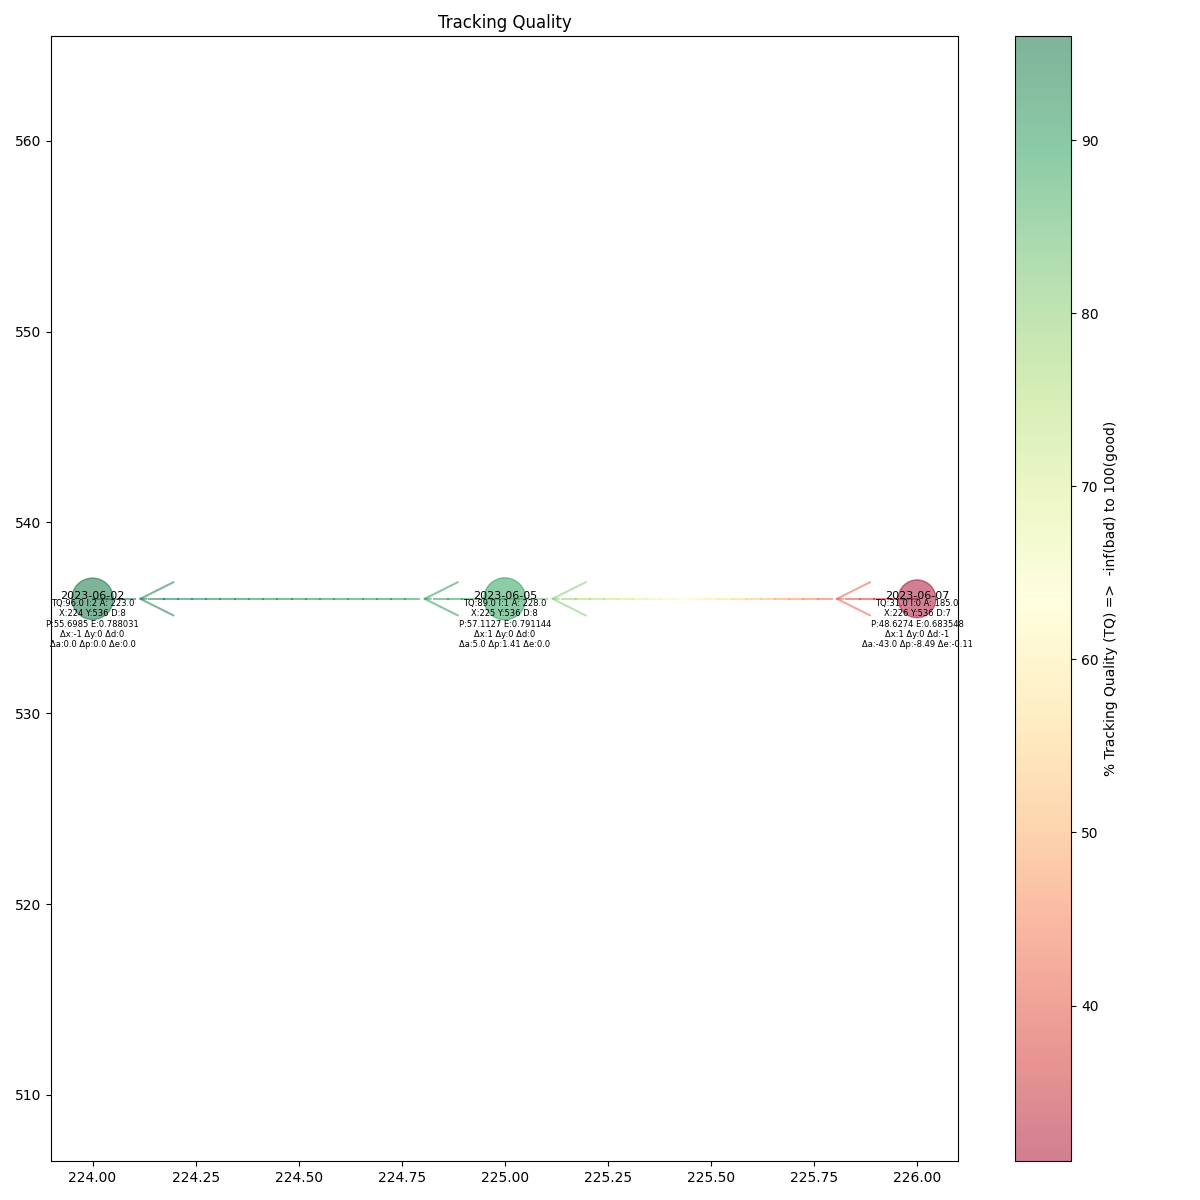 Tracking Quality
560
550
540
530
520
510
2023-06-02
TQ:96.0 I:2 A: 223.0
X:224 Y:536 D:8
P:55.6985 E:0.788031
Δx:-1 Δy:0 Δd:0
Δa:0.0 Δp:0.0 Δe:0.0
2023-06-05
TQ:89.0 I:1 A: 228.0
X:225 Y:536 D:8
P:57.1127 E:0.791144
Δx:1 Δy:0 Δd:0
Δa:5.0 Δp:1.41 Δe:0.0
2023-06-07
TQ:31.0 I:0 A: 185.0
X:226 Y:536 D:7
P:48.6274 E:0.683548
Δx:1 Δy:0 Δd:-1
Δa:-43.0 Δp:-8.49 Δe:-0.11
224.00 224.25 224.50 224.75 225.00 225.25 225.50 225.75 226.00
90
80
70
60
50
40
% Tracking Quality (TQ) => -inf(bad) to 100(good)